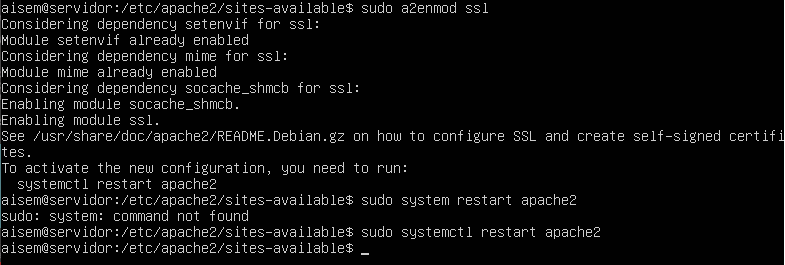 aisem@servidor:/etc/apache2/sites-available$ sudo a2enmod ssl
Considering dependency setenvif for ssl:
Module setenvif already enabled
Considering dependency mime for ssl:
Module mime already enabled
Considering dependency socache_shmcb for ssl:
Enabling module socache_shmcb.
Enabling module ssl.
See /usr/share/doc/apache2/README.Debian.gz on how to configure SSL and create self-signed certifi
tes.
To activate the new configuration, you need to run:
  systemctl restart apache2
aisem@servidor:/etc/apache2/sites-available$ sudo system restart apache2
sudo: system: command not found
aisem@servidor:/etc/apache2/sites-available$ sudo systemctl restart apache2
aisem@servidor:/etc/apache2/sites-available$ _